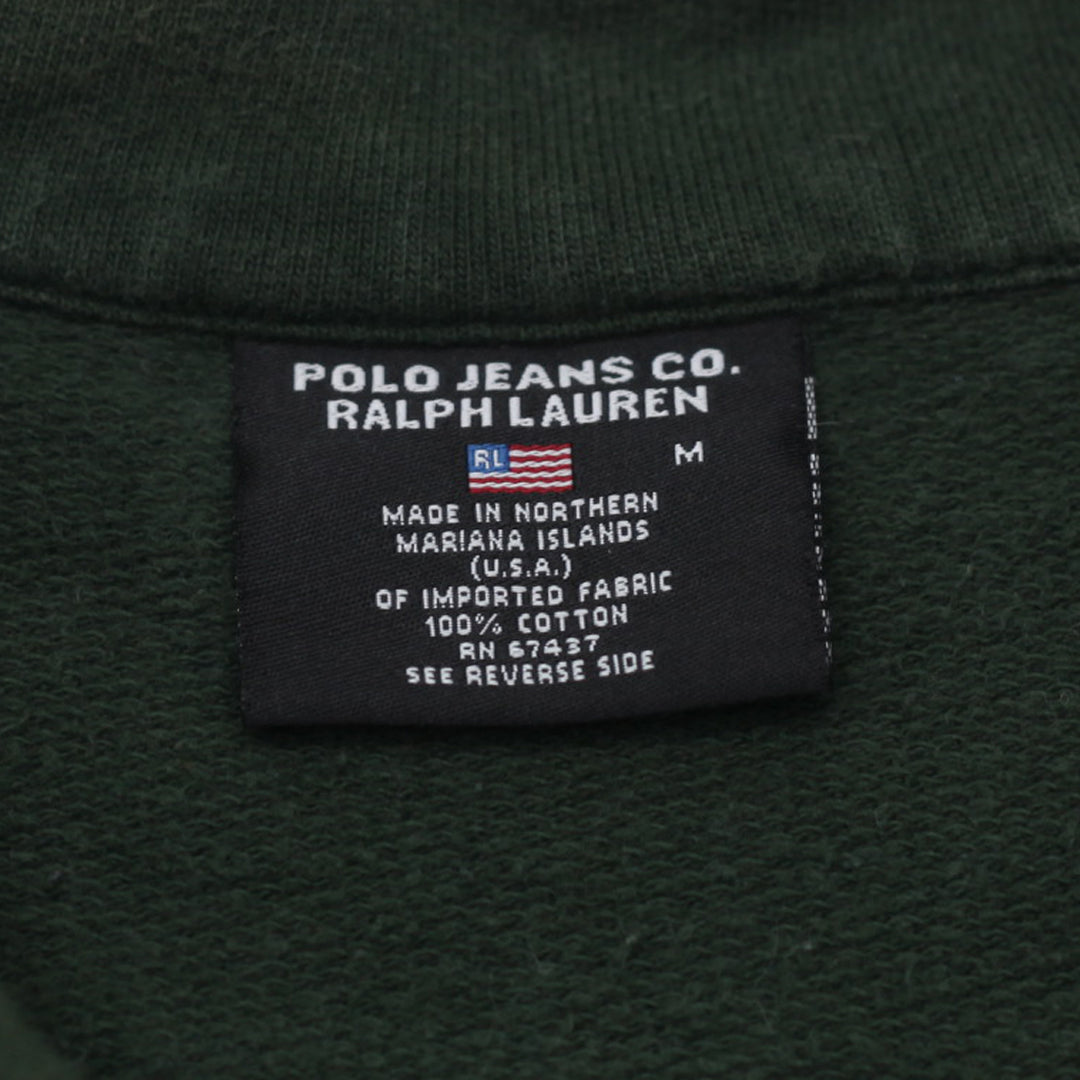 POLO JEANS CO.
RALPH LAUREN
RL
M
MADE IN NORTHERN
MARIANA ISLANDS
(U.S.A.)
OF IMPORTED FABRIC
100% COTTON
RN 67437
SEE REVERSE SIDE